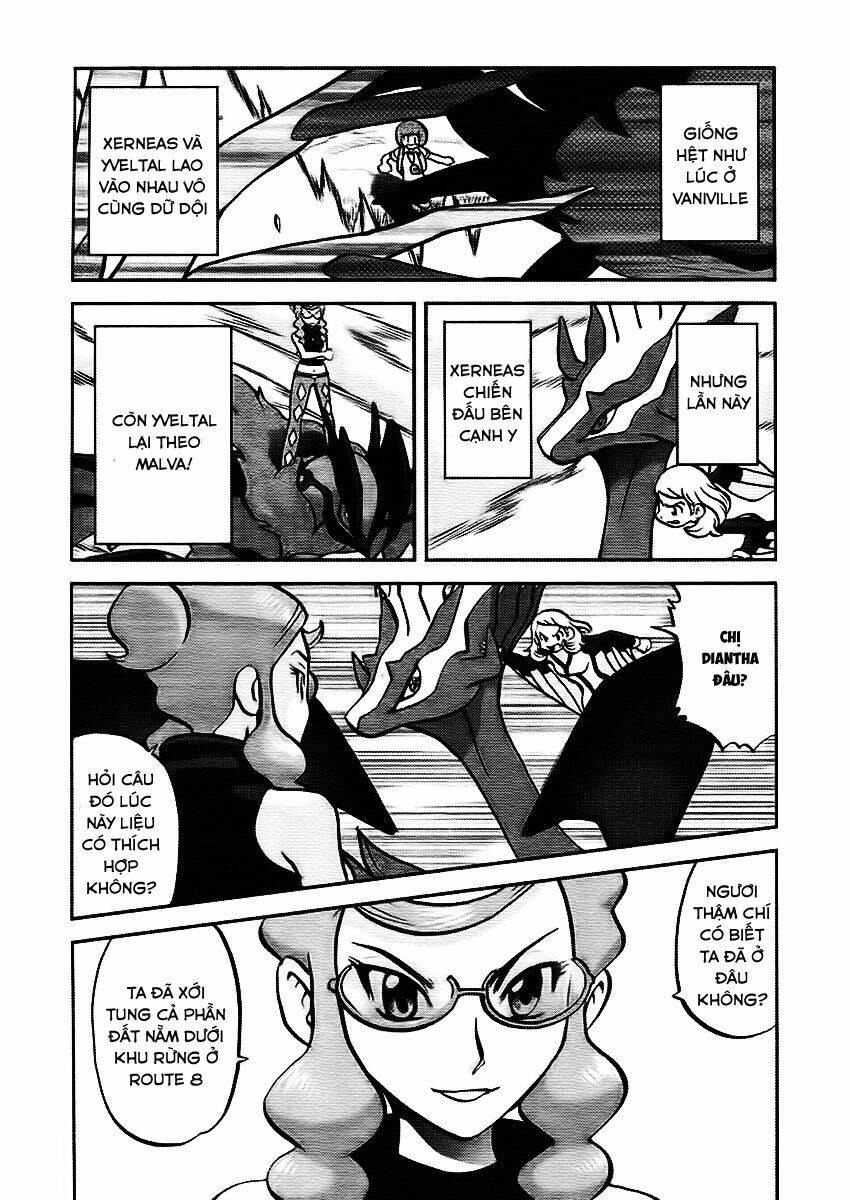 GIỐNG
HỆT NHƯ
LÚC Ở
VANIVILLE
XERNEAS VÀ
YVELTAL LAO
VÀO NHAU VÔ
CÙNG DỮ DỘI
NHƯNG
LẦN NÀY
XERNEAS
CHIẾN
ĐẤU BÊN
CẠNH Y
CÒN YVELTAL
LẠI THEO
MALVA!
CHỊ
DIANTHA
ĐÂU?
HỎI CÂU
ĐÓ LÚC
NÀY LIỆU
CÓ THÍCH
HỢP
KHÔNG?
NGƯƠI
THẬM CHÍ
CÓ BIẾT
TA ĐÃ Ở
ĐÂU
KHÔNG?
TA ĐÃ XỚI
TUNG CẢ PHẦN
ĐẤT NẰM DƯỚI
KHU RỪNG Ở
ROUTE 8